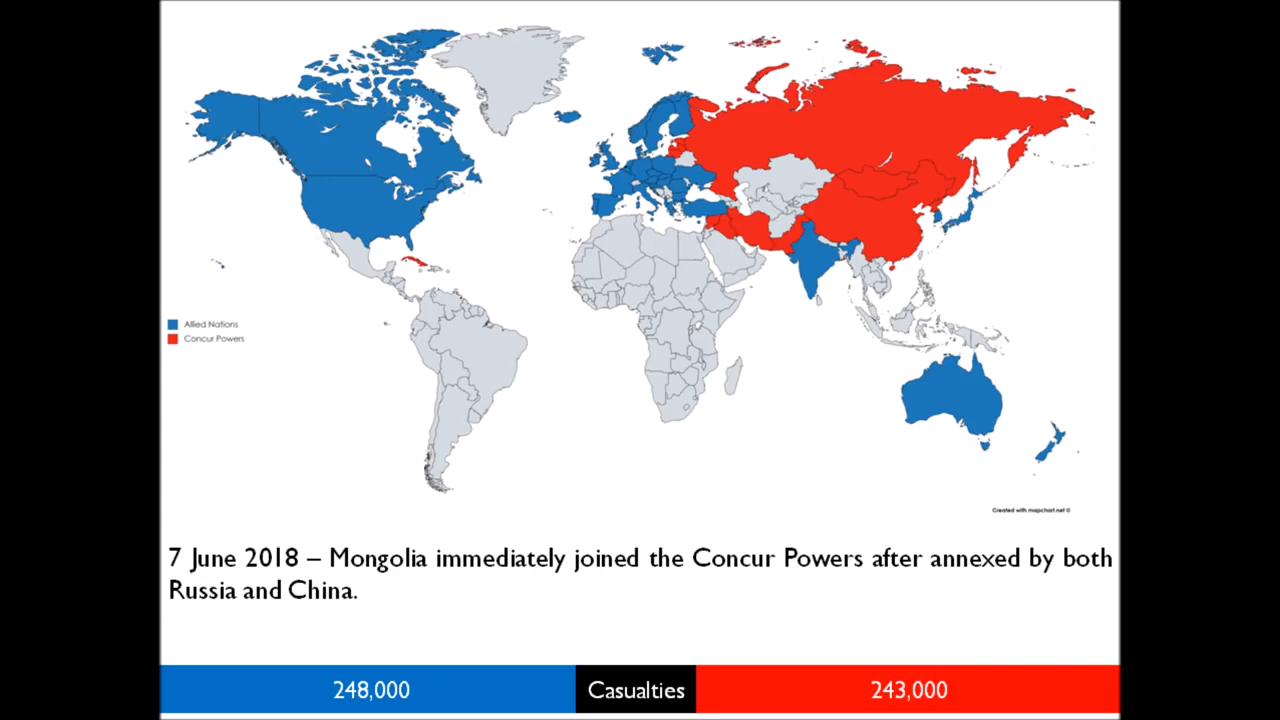 Allied Nations
Concur Powers
Created with mapchart.net ©
7 June 2018 – Mongolia immediately joined the Concur Powers after annexed by both
Russia and China.
248,000
Casualties
243,000